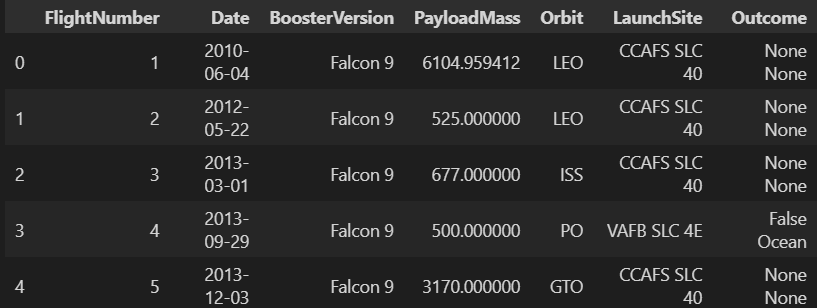 FlightNumber Date BoosterVersion PayloadMass Orbit LaunchSite Outcome
0 1 2010-06-04 Falcon 9 6104.959412 LEO CCAFS SLC 40 None None
1 2 2012-05-22 Falcon 9 525.000000 LEO CCAFS SLC 40 None None
2 3 2013-03-01 Falcon 9 677.000000 ISS CCAFS SLC 40 None None
3 4 2013-09-29 Falcon 9 500.000000 PO VAFB SLC 4E False Ocean
4 5 2013-12-03 Falcon 9 3170.000000 GTO CCAFS SLC 40 None None